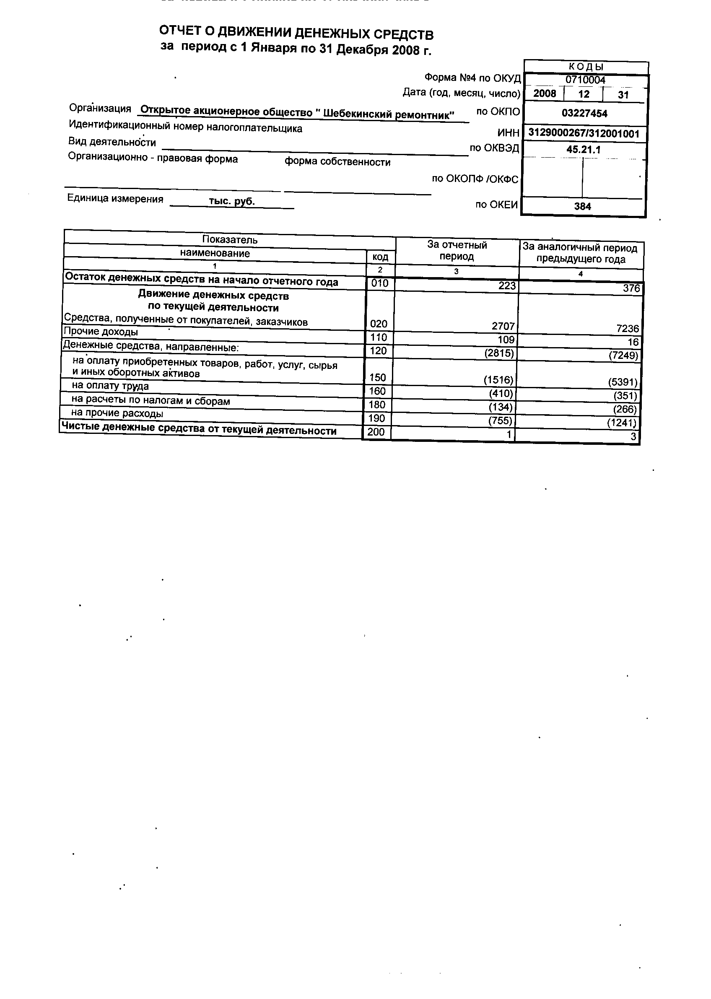 ОТЧЕТ О ДВИЖЕНИИ ДЕНЕЖНЫХ СРЕДСТВ
за период с 1 Января по 31 Декабря 2008 г.
КОДЫ
Форма №4 по ОКУД 0710004
Дата (год, месяц, число) 2008 12 31
Организация Открытое акционерное общество " Шебекинский ремонтник" по ОКПО 03227454
Идентификационный номер налогоплательщика ИНН 3129000267/312001001
Вид деятельности по ОКВЭД 45.21.1
Организационно - правовая форма форма собственности
по ОКОПФ /ОКФС
Единица измерения тыс. руб. по ОКЕИ 384
Показатель За отчетный период За аналогичный период предыдущего года
наименование код
1 2 3 4
Остаток денежных средств на начало отчетного года 010 223 376
Движение денежных средств
по текущей деятельности
Средства, полученные от покупателей, заказчиков 020 2707 7236
Прочие доходы 110 109 16
Денежные средства, направленные: 120 (2815) (7249)
на оплату приобретенных товаров, работ, услуг, сырья
и иных оборотных активов 150 (1516) (5391)
на оплату труда 160 (410) (351)
на расчеты по налогам и сборам 180 (134) (266)
на прочие расходы 190 (755) (1241)
Чистые денежные средства от текущей деятельности 200 1 3